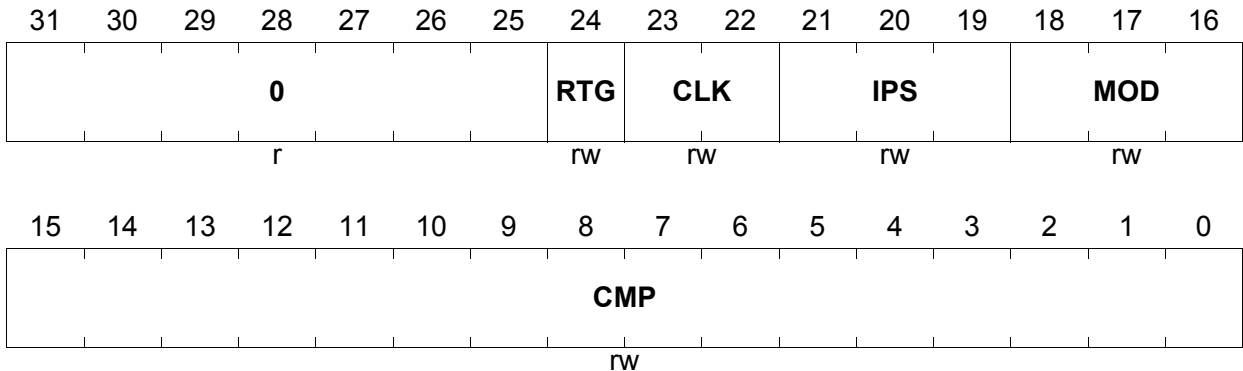 31 30 29 28 27 26 25 24 23 22 21 20 19 18 17 16
0 RTG CLK IPS MOD
r rw rw rw rw
15 14 13 12 11 10 9 8 7 6 5 4 3 2 1 0
CMP
rw